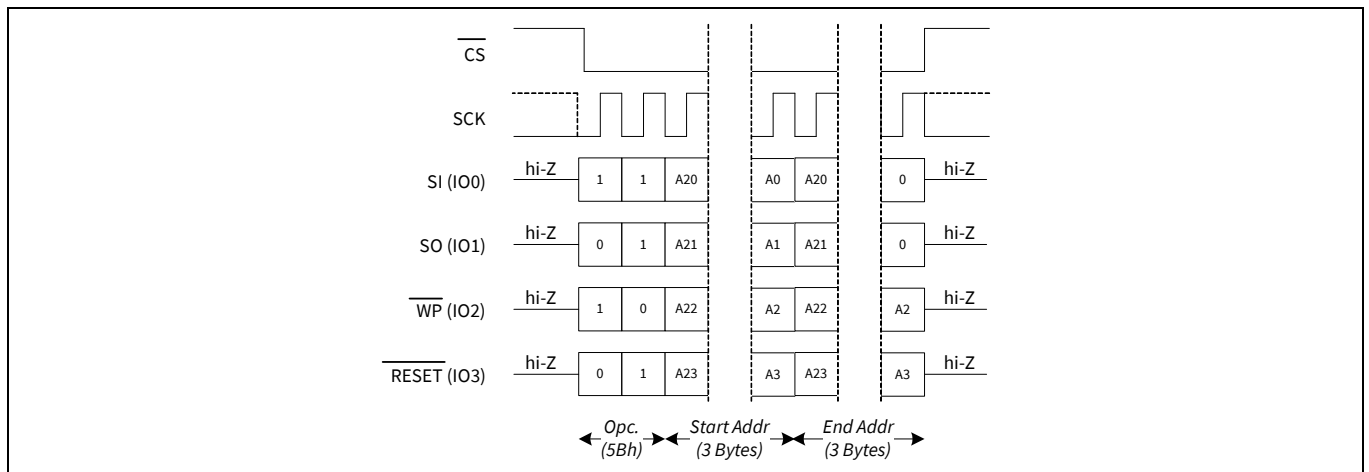 CS
SCK
SI (IO0) hi-Z 1 1 A20 A0 A20 0 hi-Z
SO (IO1) hi-Z 0 1 A21 A1 A21 0 hi-Z
WP (IO2) hi-Z 1 0 A22 A2 A22 A2 hi-Z
RESET (IO3) hi-Z 0 1 A23 A3 A23 A3 hi-Z
Opc. Start Addr End Addr
(5Bh) (3 Bytes) (3 Bytes)